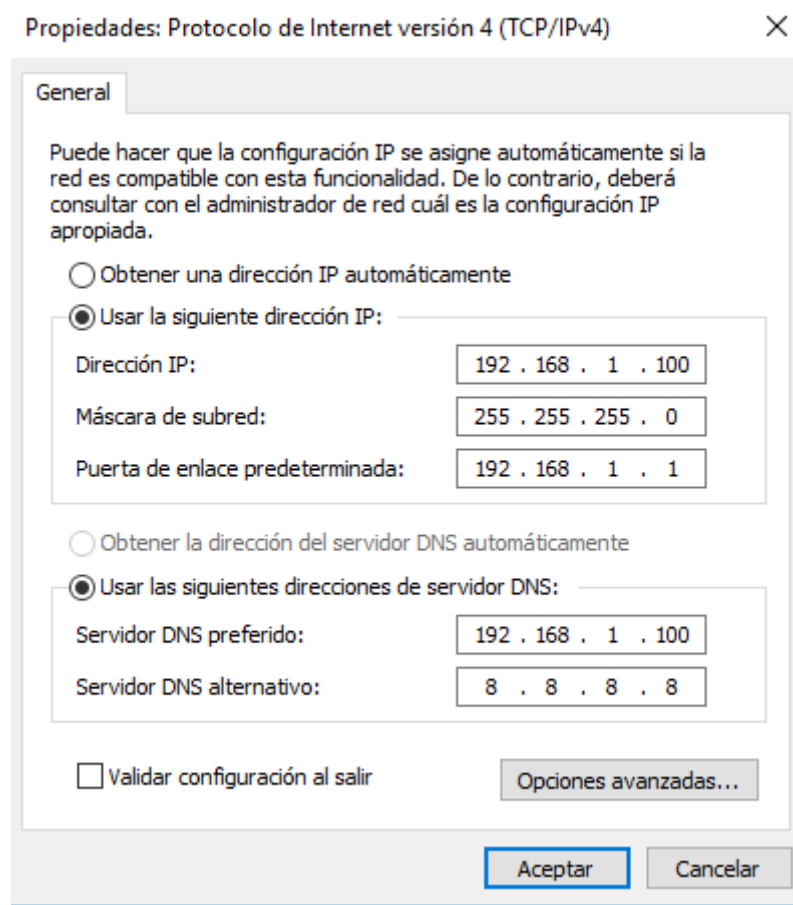 Propiedades: Protocolo de Internet versión 4 (TCP/IPv4)
General
Puede hacer que la configuración IP se asigne automáticamente si la
red es compatible con esta funcionalidad. De lo contrario, deberá
consultar con el administrador de red cuál es la configuración IP
apropiada.
Obtener una dirección IP automáticamente
Usar la siguiente dirección IP:
Dirección IP: 192 . 168 . 1 . 100
Máscara de subred: 255 . 255 . 255 . 0
Puerta de enlace predeterminada: 192 . 168 . 1 . 1
Obtener la dirección del servidor DNS automáticamente
Usar las siguientes direcciones de servidor DNS:
Servidor DNS preferido: 192 . 168 . 1 . 100
Servidor DNS alternativo: 8 . 8 . 8 . 8
Validar configuración al salir Opciones avanzadas...
Aceptar Cancelar